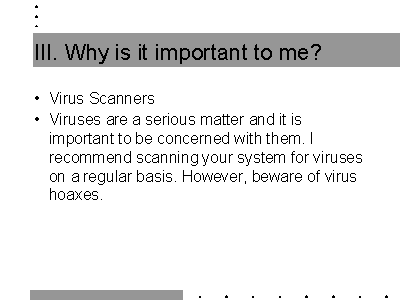 III. Why is it important to me?
• Virus Scanners
• Viruses are a serious matter and it is
important to be concerned with them. I
recommend scanning your system for viruses
on a regular basis. However, beware of virus
hoaxes.